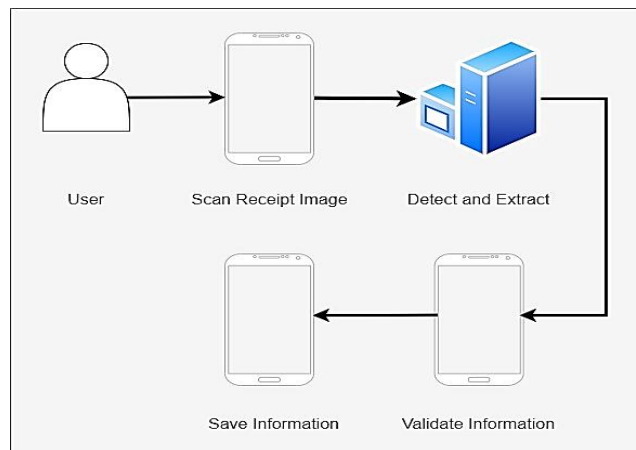 User
Scan Receipt Image
Detect and Extract
Save Information
Validate Information